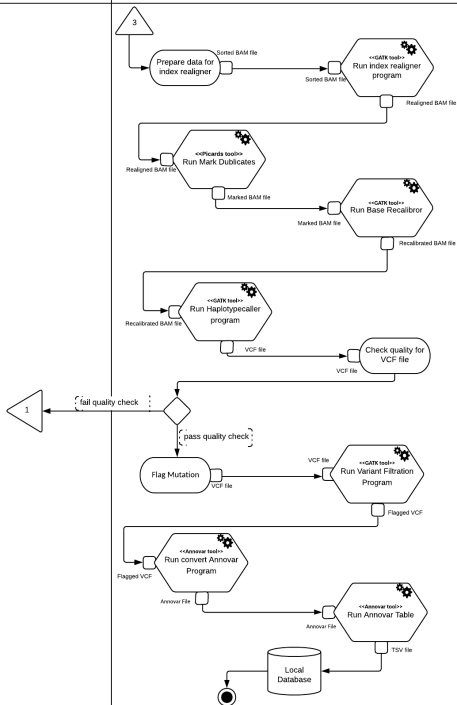 3
Prepare data for
index realigner
Sorted BAM file
Sorted BAM file
<<GATK tool>>
Run index realigner
program
Realigned BAM file
Realigned BAM file
<<Picards tool>>
Run Mark Dublicates
Marked BAM file
Marked BAM file
<<GATK tool>>
Run Base Recalibror
Recalibrated BAM file
Recalibrated BAM file
<<GATK tool>>
Run Haplotypecaller
program
VCF file
VCF file
Check quality for
VCF file
1
fail quality check
pass quality check
Flag Mutation
VCF file
VCF file
<<GATK tool>>
Run Variant Filtration
Program
Flagged VCF
Flagged VCF
<<Annovar tool>>
Run convert Annovar
Program
Annovar File
Annovar File
<<Annovar tool>>
Run Annovar Table
TSV file
Local
Database